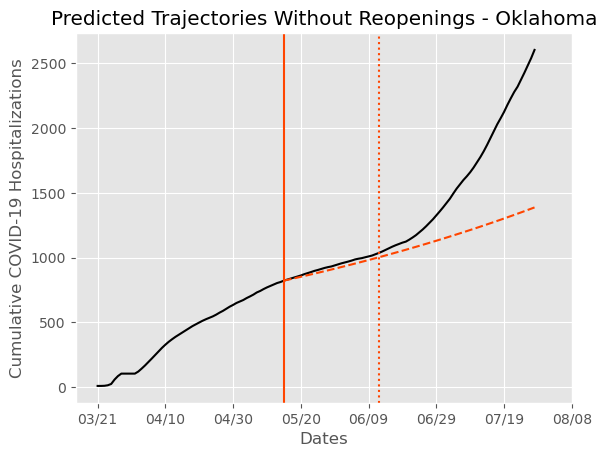 Predicted Trajectories Without Reopenings - Oklahoma
Cumulative COVID-19 Hospitalizations
2500
2000
1500
1000
500
0
03/21 04/10 04/30 05/20 06/09 06/29 07/19 08/08
Dates